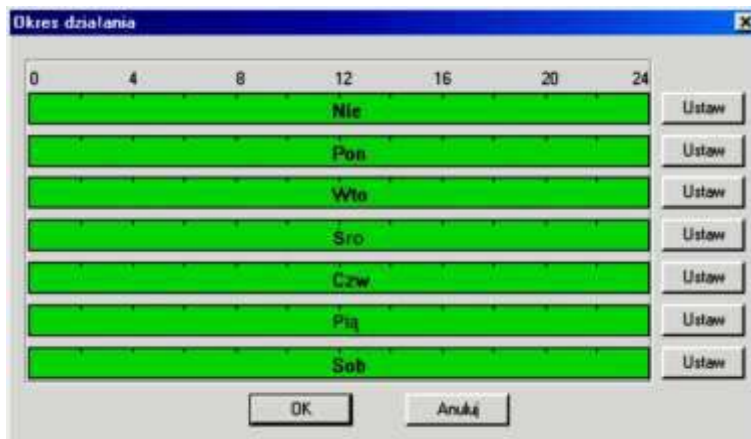 Okres działania
0 4 8 12 16 20 24
Nie Ustaw
Pon Ustaw
Wto Ustaw
Sro Ustaw
Czw Ustaw
Pią Ustaw
Sob Ustaw
OK Anuluj